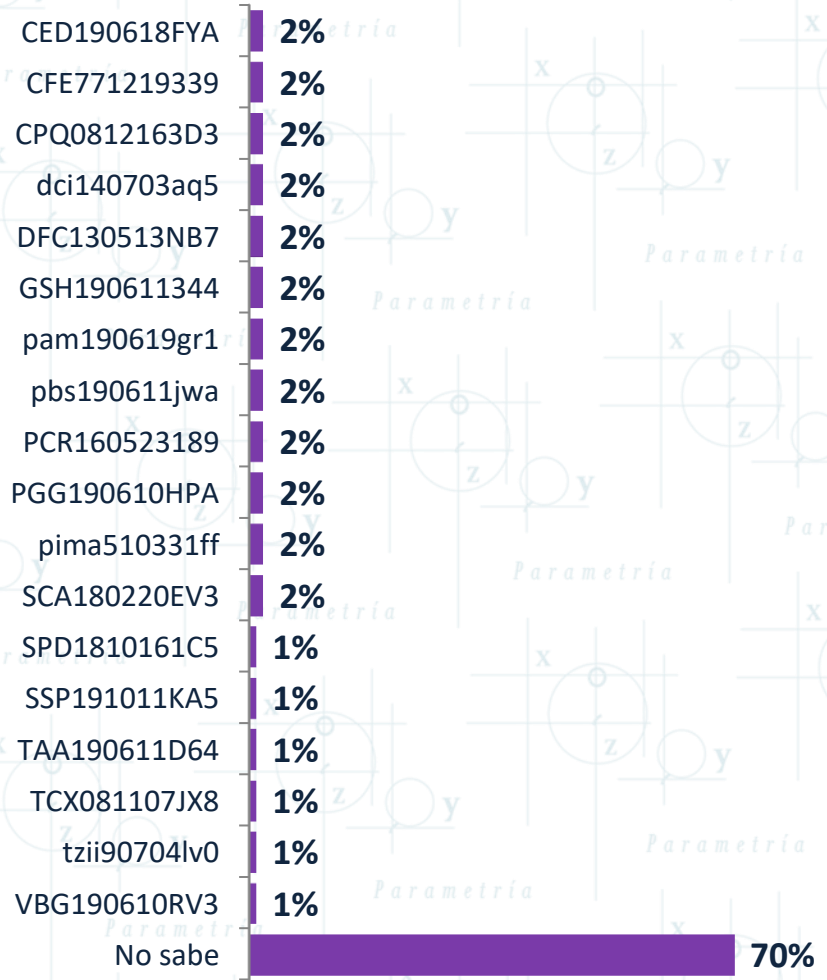 CED190618FYA 2%
CFE771219339 2%
CPQ0812163D3 2%
dci140703aq5 2%
DFC130513NB7 2%
GSH190611344 2%
pam190619gr1 2%
pbs190611jwa 2%
PCR160523189 2%
PGG190610HPA 2%
pima510331ff 2%
SCA180220EV3 2%
SPD1810161C5 1%
SSP191011KA5 1%
TAA190611D64 1%
TCX081107JX8 1%
tzii90704lv0 1%
VBG190610RV3 1%
No sabe 70%